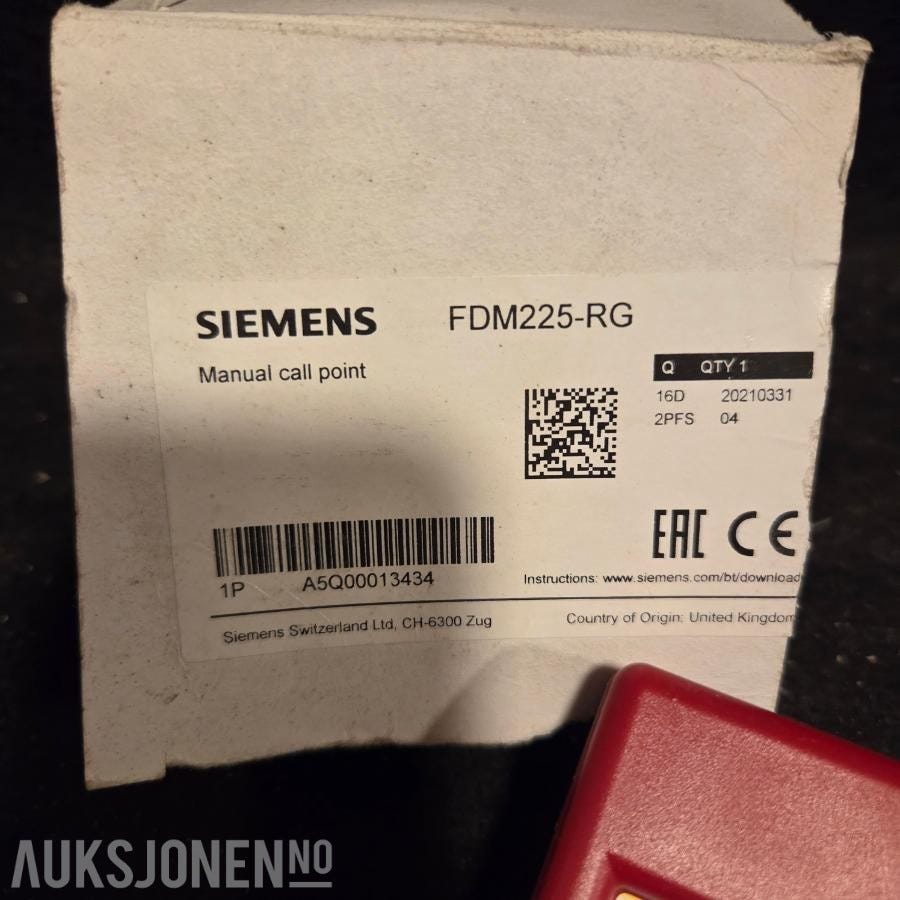 SIEMENS FDM225-RG
Manual call point
Q QTY 1
16D 20210331
2PFS 04
EAC CE
1P A5Q00013434
Instructions: www.siemens.com/bt/download
Siemens Switzerland Ltd, CH-6300 Zug
Country of Origin: United Kingdom
AUKSJONEN NO